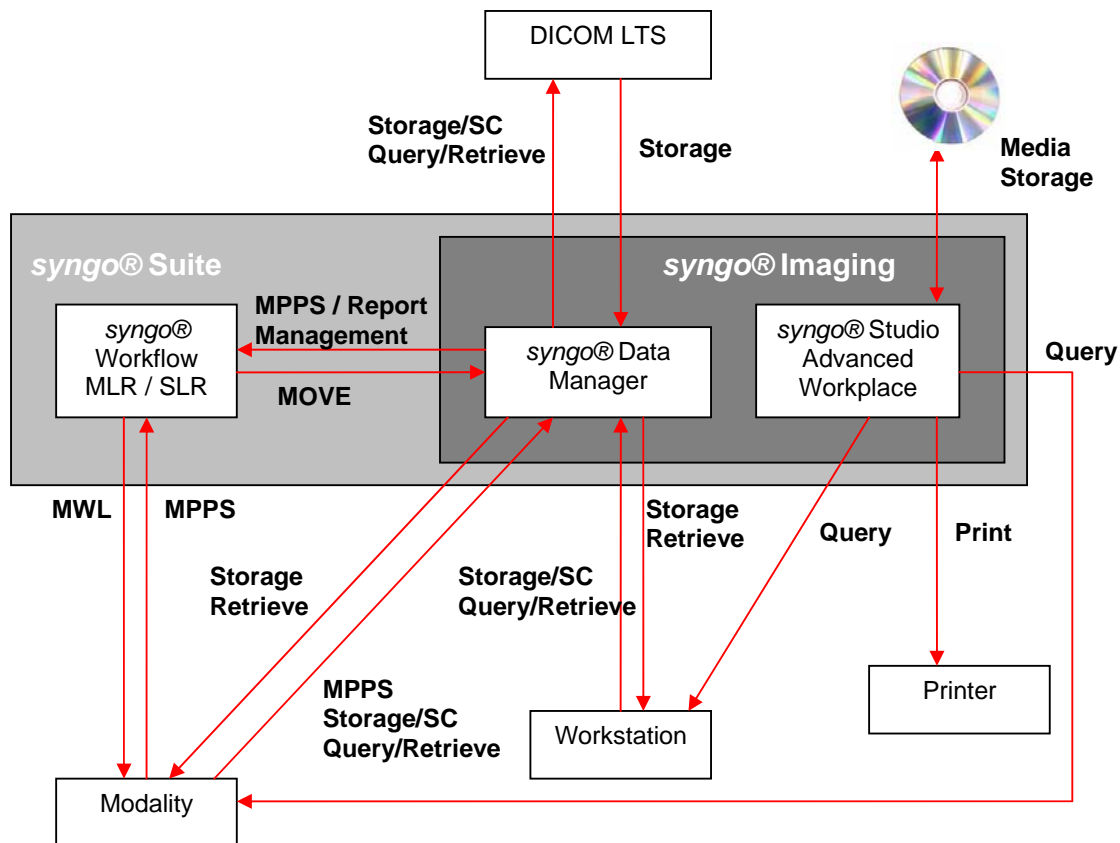 DICOM LTS
Storage/SC
Query/Retrieve
Storage
Media
Storage
syngo® Suite
syngo® Imaging
MPPS / Report
Management
syngo®
Workflow
MLR / SLR
MOVE
syngo® Data
Manager
syngo® Studio
Advanced
Workplace
Query
MWL
MPPS
Storage
Retrieve
Storage/SC
Query/Retrieve
Storage
Retrieve
Query
Print
MPPS
Storage/SC
Query/Retrieve
Workstation
Printer
Modality